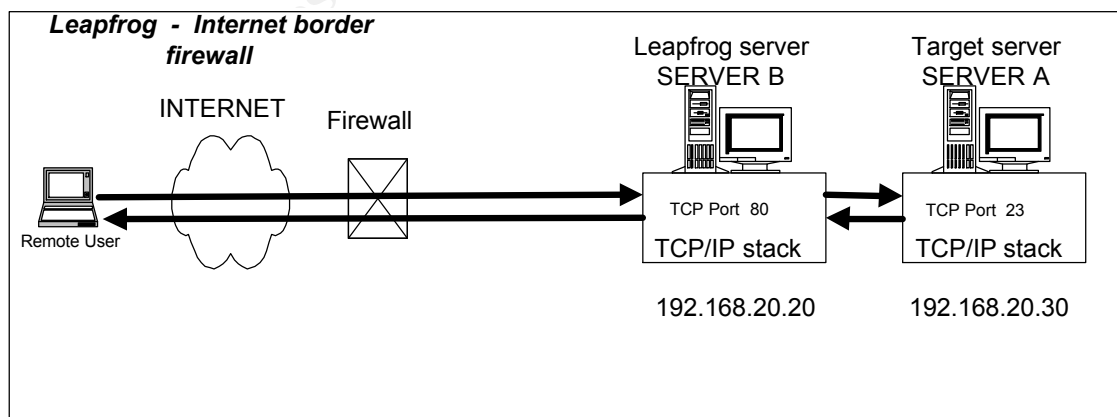 Leapfrog - Internet border
firewall
Leapfrog server
SERVER B
Target server
SERVER A
INTERNET
Firewall
Remote User
TCP Port 80
TCP/IP stack
TCP Port 23
TCP/IP stack
192.168.20.20
192.168.20.30